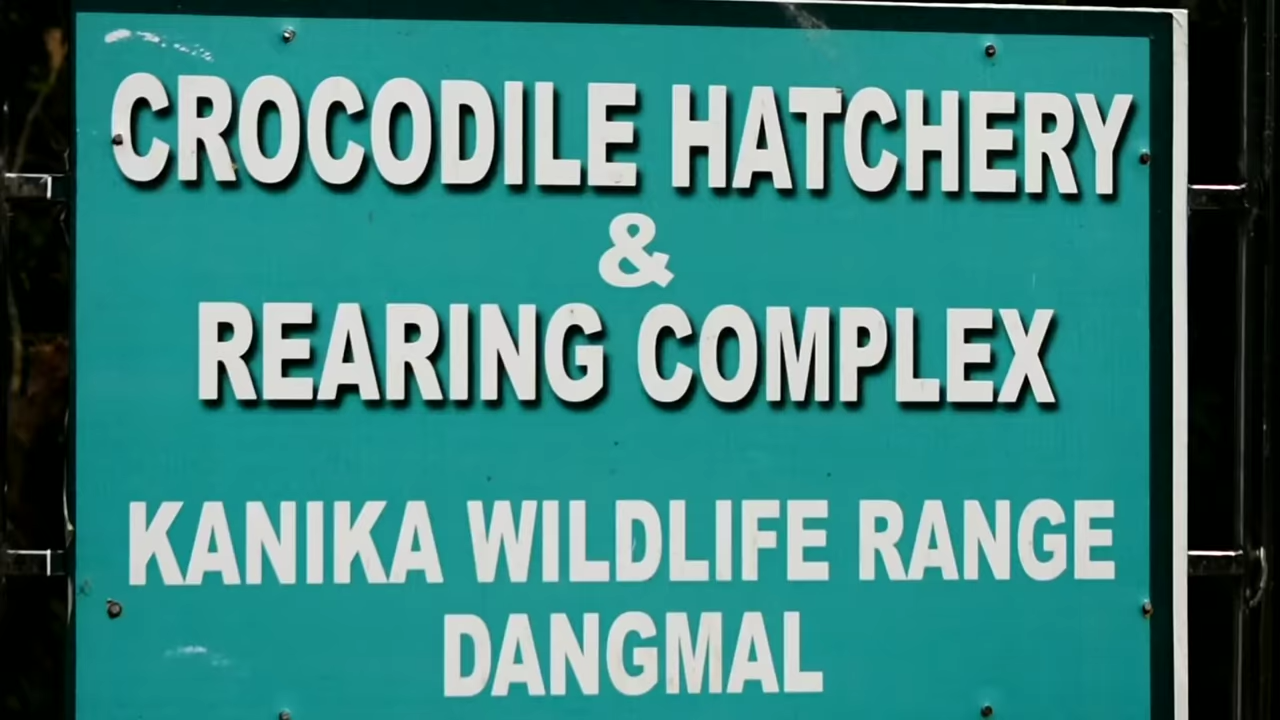 CROCODILE HATCHERY
&
REARING COMPLEX
KANIKA WILDLIFE RANGE
DANGMAL